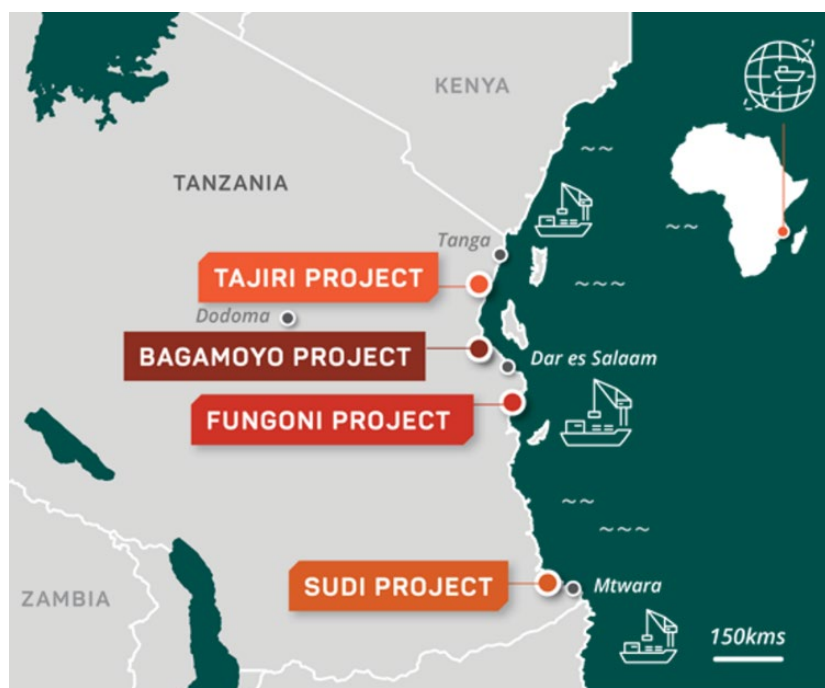 KENYA
TANZANIA
Tanga
TAJIRI PROJECT
Dodoma
BAGAMOYO PROJECT
Dar es Salaam
FUNGONI PROJECT
SUDI PROJECT
Mtwara
ZAMBIA
150kms